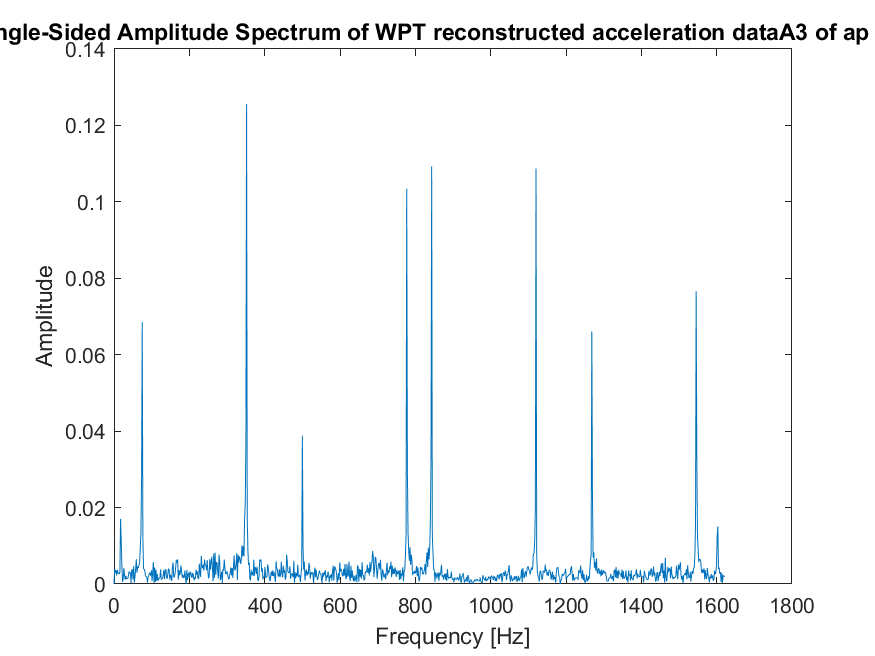 ngle-Sided Amplitude Spectrum of WPT reconstructed acceleration dataA3 of ap
0.14
0.12
0.1
0.08
0.06
0.04
0.02
0
Amplitude
0 200 400 600 800 1000 1200 1400 1600 1800
Frequency [Hz]